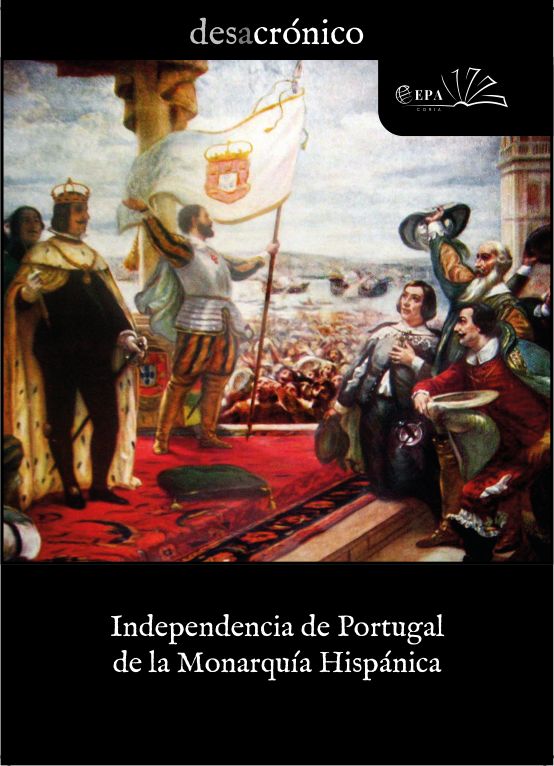 desacrónico
EPA
CORIA
Independencia de Portugal
de la Monarquía Hispánica